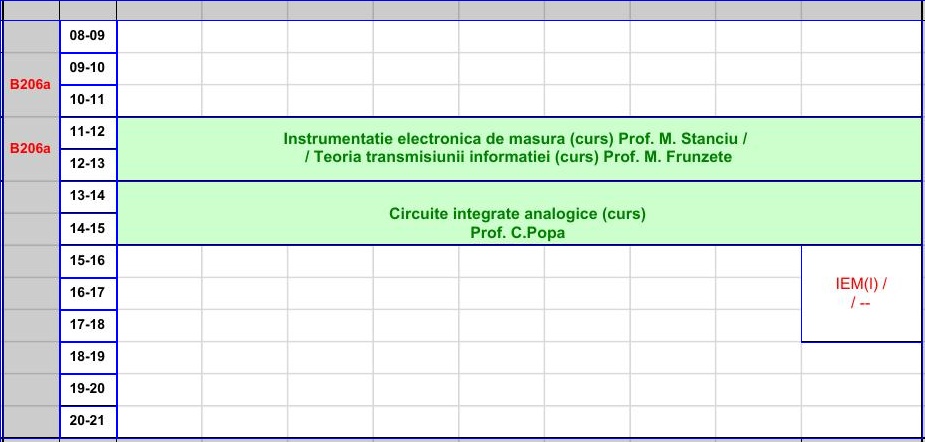 08-09
09-10
B206a
10-11
11-12
Instrumentatie electronica de masura (curs) Prof. M. Stanciu /
B206a
/ Teoria transmisiunii informatiei (curs) Prof. M. Frunzete
12-13
13-14
Circuite integrate analogice (curs)
14-15
Prof. C.Popa
15-16
IEM(I) /
16-17
/ --
17-18
18-19
19-20
20-21